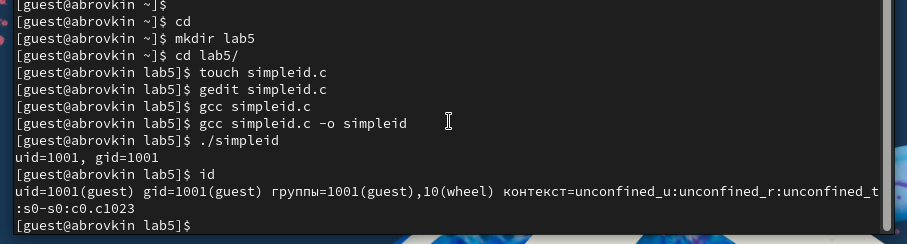 [guest@abrovkin ~]$
[guest@abrovkin ~]$ cd
[guest@abrovkin ~]$ mkdir lab5
[guest@abrovkin ~]$ cd lab5/
[guest@abrovkin lab5]$ touch simpleid.c
[guest@abrovkin lab5]$ gedit simpleid.c
[guest@abrovkin lab5]$ gcc simpleid.c
[guest@abrovkin lab5]$ gcc simpleid.c -o simpleid
[guest@abrovkin lab5]$ ./simpleid
uid=1001, gid=1001
[guest@abrovkin lab5]$ id
uid=1001(guest) gid=1001(guest) группы=1001(guest),10(wheel) контекст=unconfined_u:unconfined_r:unconfined_t
:s0-s0:c0.c1023
[guest@abrovkin lab5]$